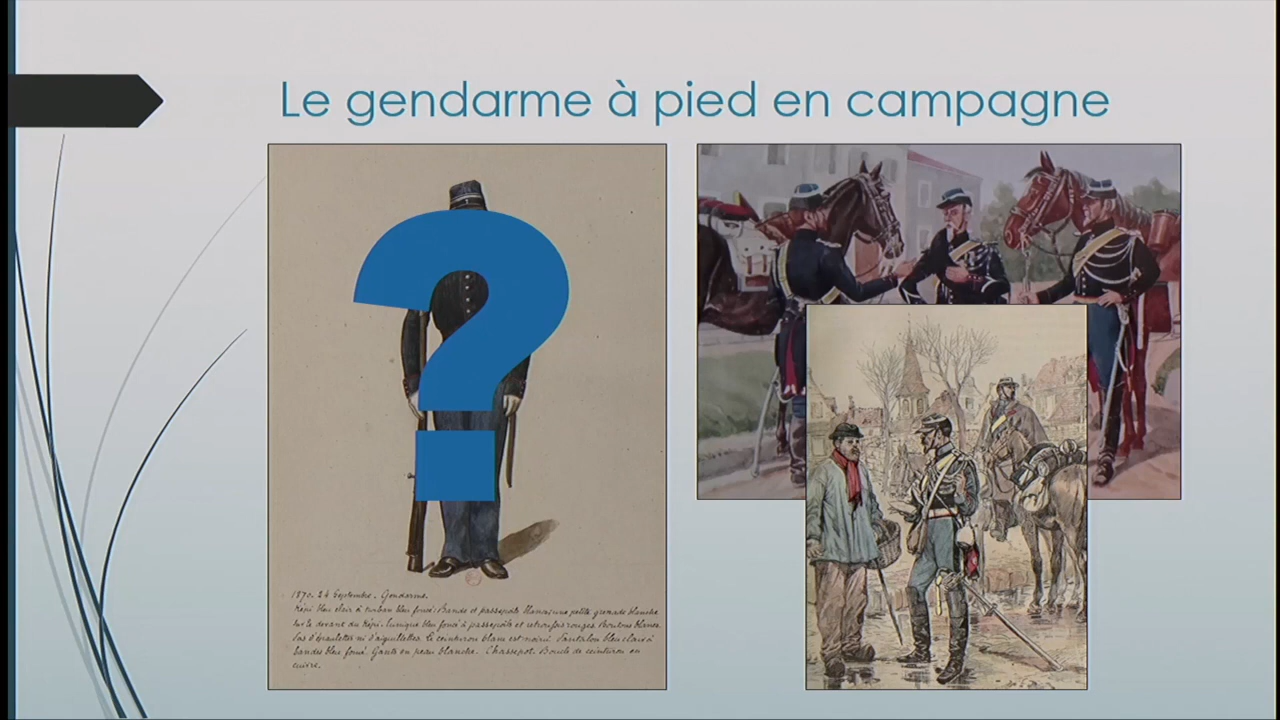 Le gendarme à pied en campagne
?
1870. 24 Septembre. Gendarme.
Képi bleu clair à turban bleu foncé. Bande et passepoils blancs, une petite grenade blanche
sur le devant du képi. Tunique bleu foncé à passepoils et retroussis rouges. Boutons blancs.
Pas d'épaulettes ni d'aiguillettes. Le ceinturon blanc est noirci. Pantalon bleu clair à
bandes bleu foncé. Gants en peau blanche. Chassepot. Boucle de ceinturon en
cuivre.